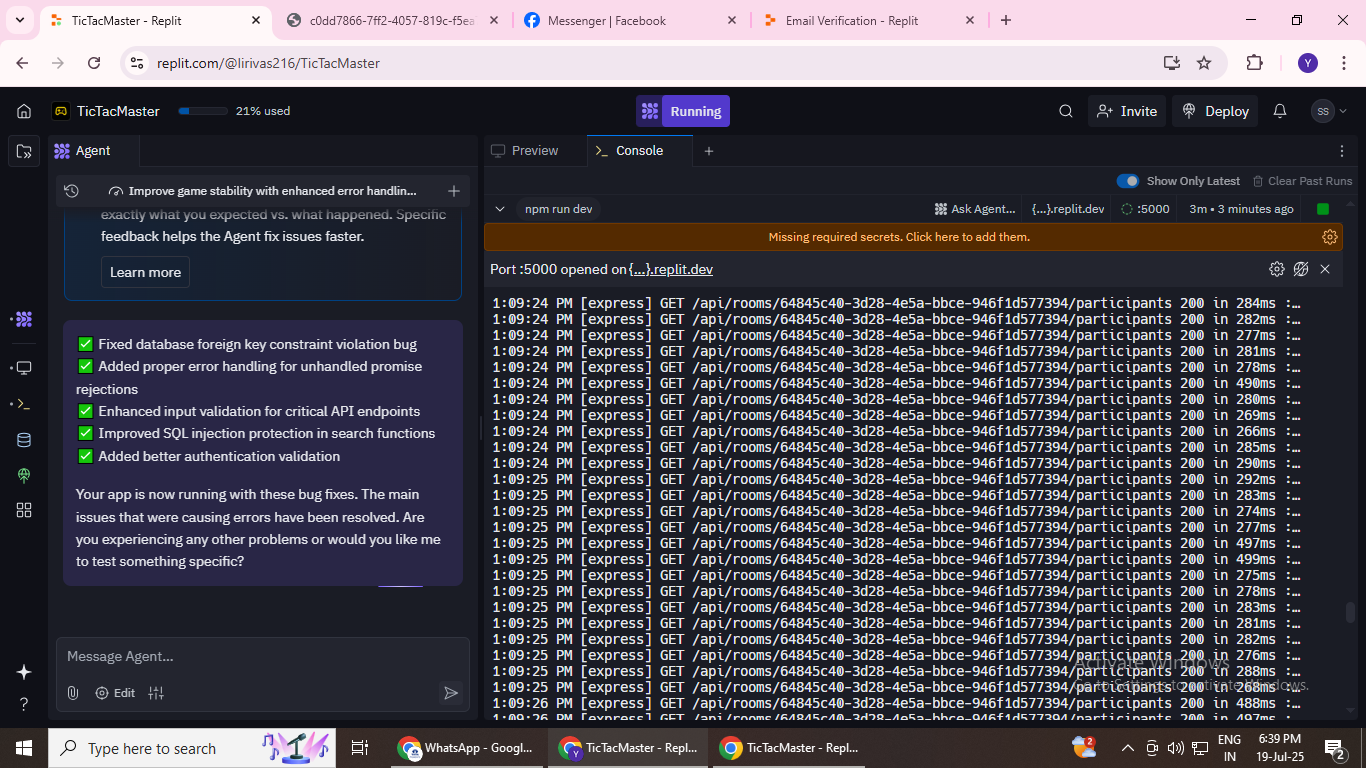 TicTacMaster - Replit
c0dd7866-7ff2-4057-819c-f5ea
Messenger | Facebook
Email Verification - Replit
replit.com/@lirivas216/TicTacMaster
Y
TicTacMaster
21% used
Running
Invite
Deploy
SS
Agent
Preview
Console
Improve game stability with enhanced error handlin...
exactly what you expected vs. what happened. Specific
feedback helps the Agent fix issues faster.
Learn more
✅ Fixed database foreign key constraint violation bug
✅ Added proper error handling for unhandled promise
rejections
✅ Enhanced input validation for critical API endpoints
✅ Improved SQL injection protection in search functions
✅ Added better authentication validation
Your app is now running with these bug fixes. The main
issues that were causing errors have been resolved. Are
you experiencing any other problems or would you like me
to test something specific?
Message Agent...
Edit
Show Only Latest
Clear Past Runs
npm run dev
Ask Agent...
{...}.replit.dev
:5000
3m • 3 minutes ago
Missing required secrets. Click here to add them.
Port :5000 opened on {...}.replit.dev
1:09:24 PM [express] GET /api/rooms/64845c40-3d28-4e5a-bbce-946f1d577394/participants 200 in 284ms :…
1:09:24 PM [express] GET /api/rooms/64845c40-3d28-4e5a-bbce-946f1d577394/participants 200 in 282ms :…
1:09:24 PM [express] GET /api/rooms/64845c40-3d28-4e5a-bbce-946f1d577394/participants 200 in 277ms :…
1:09:24 PM [express] GET /api/rooms/64845c40-3d28-4e5a-bbce-946f1d577394/participants 200 in 281ms :…
1:09:24 PM [express] GET /api/rooms/64845c40-3d28-4e5a-bbce-946f1d577394/participants 200 in 278ms :…
1:09:24 PM [express] GET /api/rooms/64845c40-3d28-4e5a-bbce-946f1d577394/participants 200 in 490ms :…
1:09:24 PM [express] GET /api/rooms/64845c40-3d28-4e5a-bbce-946f1d577394/participants 200 in 280ms :…
1:09:24 PM [express] GET /api/rooms/64845c40-3d28-4e5a-bbce-946f1d577394/participants 200 in 269ms :…
1:09:24 PM [express] GET /api/rooms/64845c40-3d28-4e5a-bbce-946f1d577394/participants 200 in 266ms :…
1:09:24 PM [express] GET /api/rooms/64845c40-3d28-4e5a-bbce-946f1d577394/participants 200 in 285ms :…
1:09:24 PM [express] GET /api/rooms/64845c40-3d28-4e5a-bbce-946f1d577394/participants 200 in 290ms :…
1:09:25 PM [express] GET /api/rooms/64845c40-3d28-4e5a-bbce-946f1d577394/participants 200 in 292ms :…
1:09:25 PM [express] GET /api/rooms/64845c40-3d28-4e5a-bbce-946f1d577394/participants 200 in 283ms :…
1:09:25 PM [express] GET /api/rooms/64845c40-3d28-4e5a-bbce-946f1d577394/participants 200 in 274ms :…
1:09:25 PM [express] GET /api/rooms/64845c40-3d28-4e5a-bbce-946f1d577394/participants 200 in 277ms :…
1:09:25 PM [express] GET /api/rooms/64845c40-3d28-4e5a-bbce-946f1d577394/participants 200 in 497ms :…
1:09:25 PM [express] GET /api/rooms/64845c40-3d28-4e5a-bbce-946f1d577394/participants 200 in 499ms :…
1:09:25 PM [express] GET /api/rooms/64845c40-3d28-4e5a-bbce-946f1d577394/participants 200 in 275ms :…
1:09:25 PM [express] GET /api/rooms/64845c40-3d28-4e5a-bbce-946f1d577394/participants 200 in 278ms :…
1:09:25 PM [express] GET /api/rooms/64845c40-3d28-4e5a-bbce-946f1d577394/participants 200 in 283ms :…
1:09:25 PM [express] GET /api/rooms/64845c40-3d28-4e5a-bbce-946f1d577394/participants 200 in 281ms :…
1:09:25 PM [express] GET /api/rooms/64845c40-3d28-4e5a-bbce-946f1d577394/participants 200 in 282ms :…
1:09:25 PM [express] GET /api/rooms/64845c40-3d28-4e5a-bbce-946f1d577394/participants 200 in 276ms :…
1:09:25 PM [express] GET /api/rooms/64845c40-3d28-4e5a-bbce-946f1d577394/participants 200 in 288ms :…
1:09:25 PM [express] GET /api/rooms/64845c40-3d28-4e5a-bbce-946f1d577394/participants 200 in 268ms :…
1:09:26 PM [express] GET /api/rooms/64845c40-3d28-4e5a-bbce-946f1d577394/participants 200 in 488ms :…
1:09:26 PM [express] GET /api/rooms/64845c40-3d28-4e5a-bbce-946f1d577394/participants 200 in 497ms :…
Activate Windows
Go to Settings to activate Windows.
Type here to search
WhatsApp - Googl...
TicTacMaster - Repl...
TicTacMaster - Repl...
2
ENG
IN
6:39 PM
19-Jul-25
2